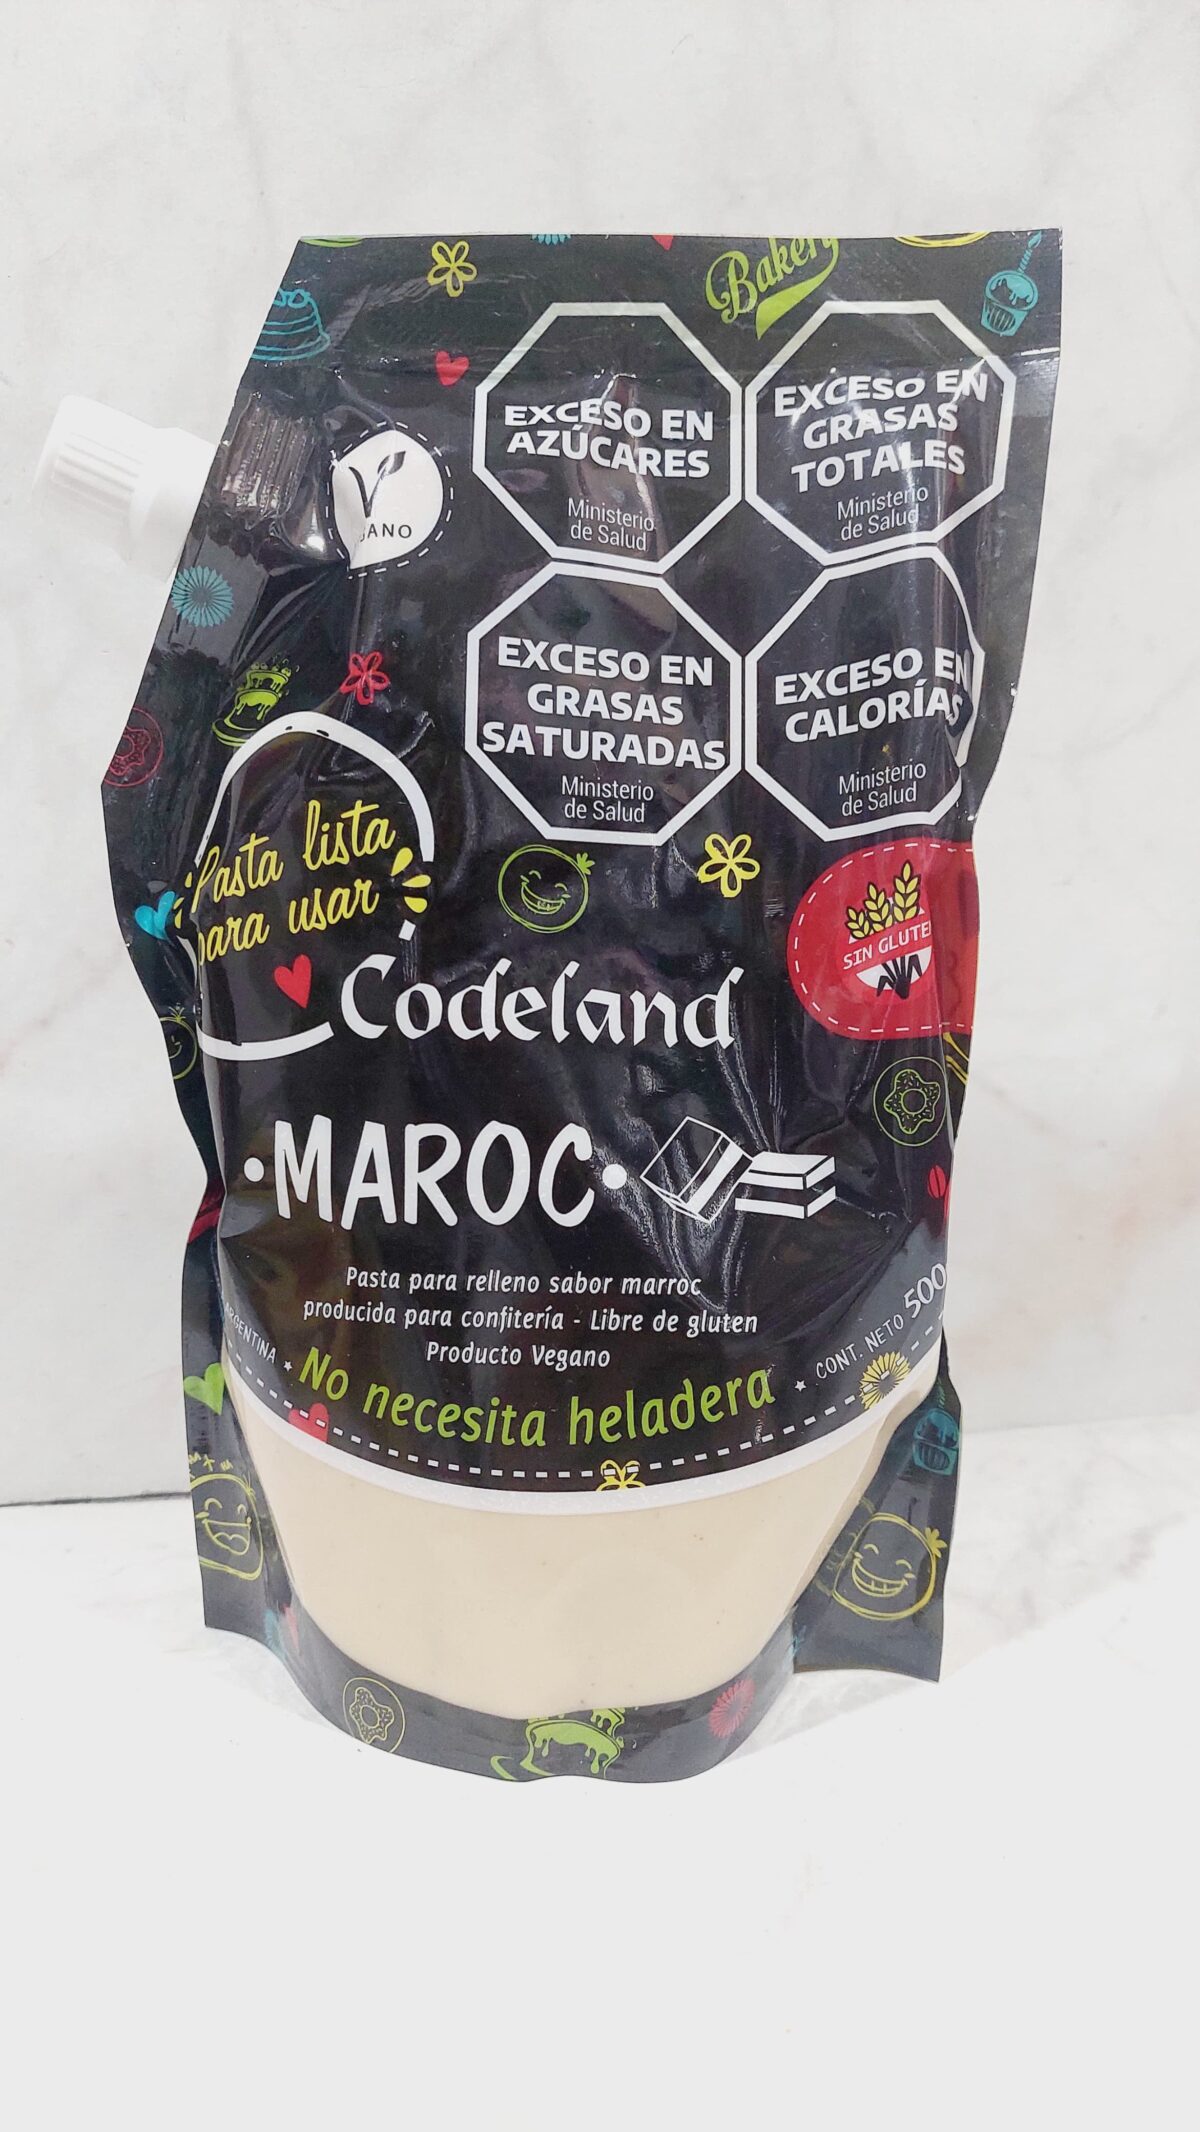 Bakery
EXCESO EN
AZÚCARES
Ministerio
de Salud
EXCESO EN
GRASAS
TOTALES
Ministerio
de Salud
EXCESO EN
GRASAS
SATURADAS
Ministerio
de Salud
EXCESO EN
CALORÍAS
Ministerio
de Salud
Pasta lista
para usar
SIN GLUTE
Codeland
•MAROC•
Pasta para relleno sabor marroc
producida para confitería - Libre de gluten
Producto Vegano
ARGENTINA
No necesita heladera
CONT. NETO 500